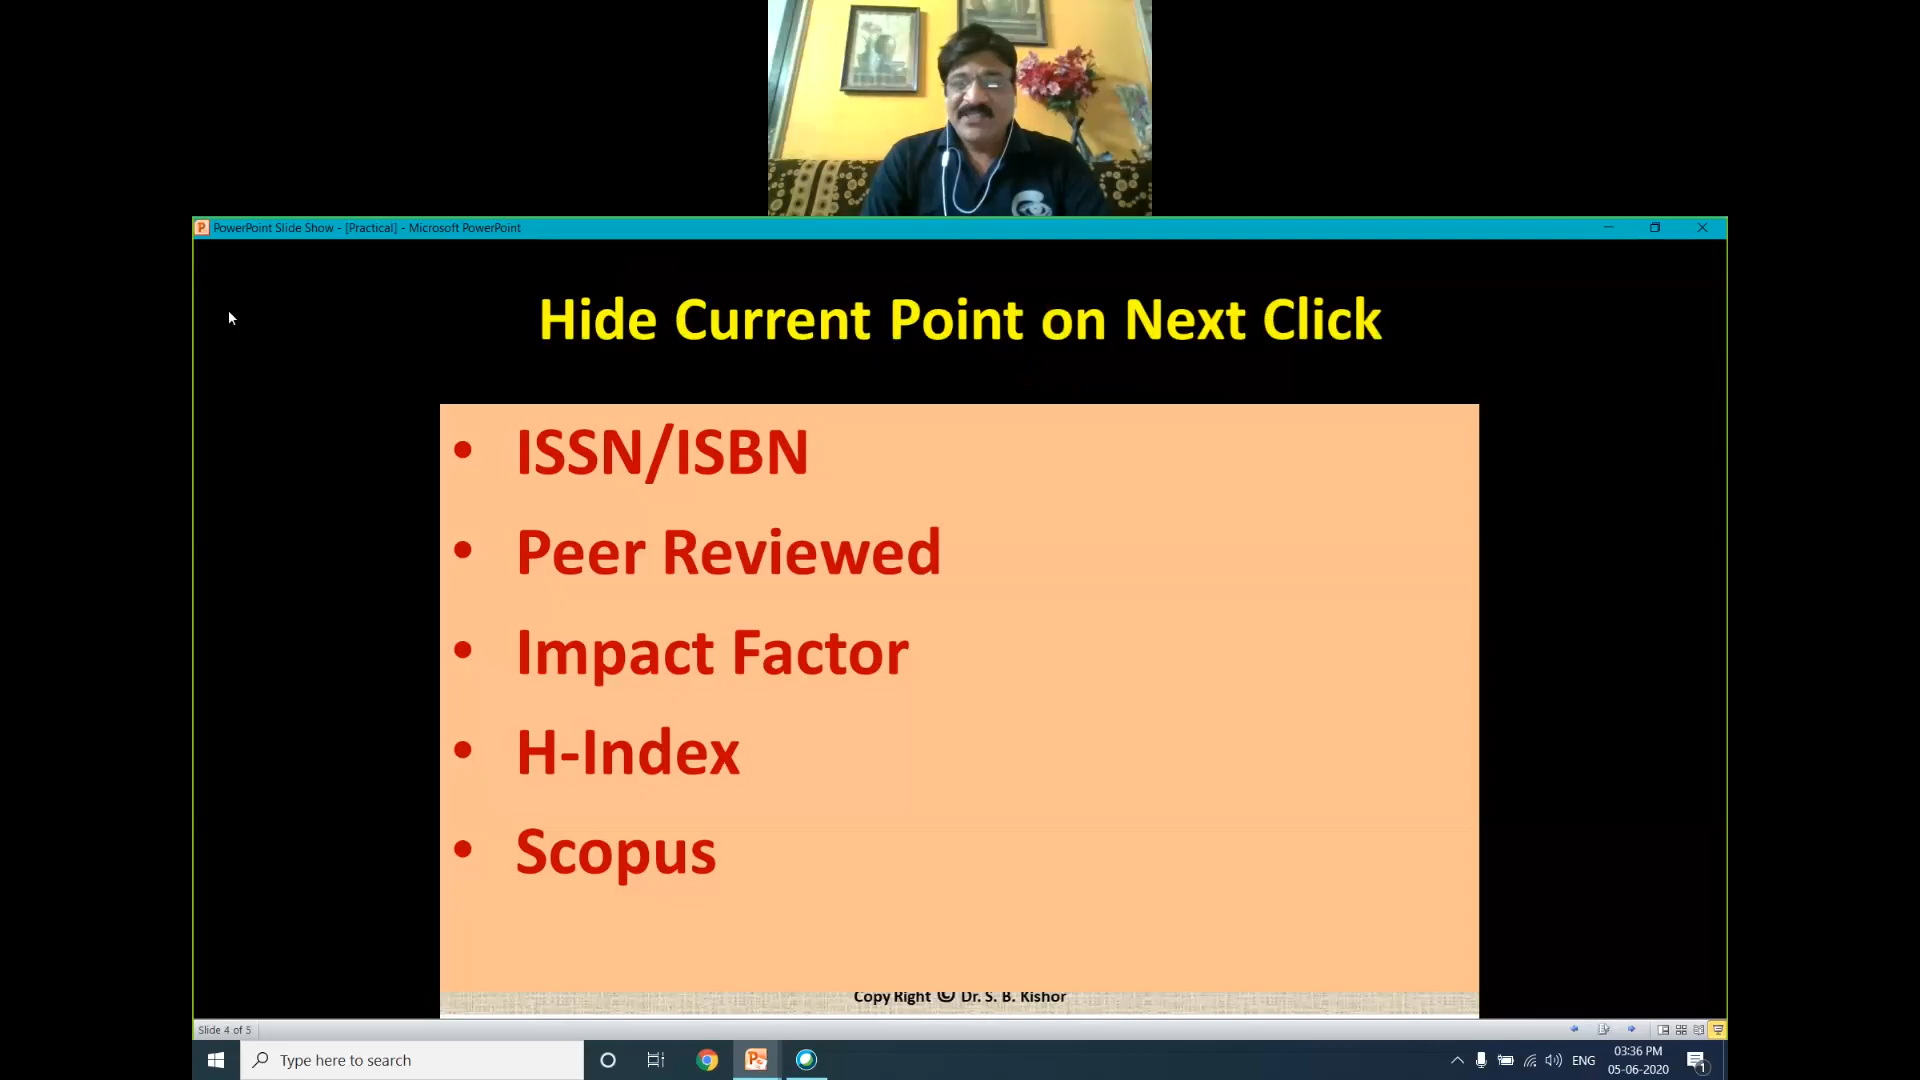 PowerPoint Slide Show - [Practical] - Microsoft PowerPoint
Hide Current Point on Next Click
• ISSN/ISBN
• Peer Reviewed
• Impact Factor
• H-Index
• Scopus
Copy Right © Dr. S. B. Kishor
Slide 4 of 5
Type here to search
ENG
03:36 PM
05-06-2020
1